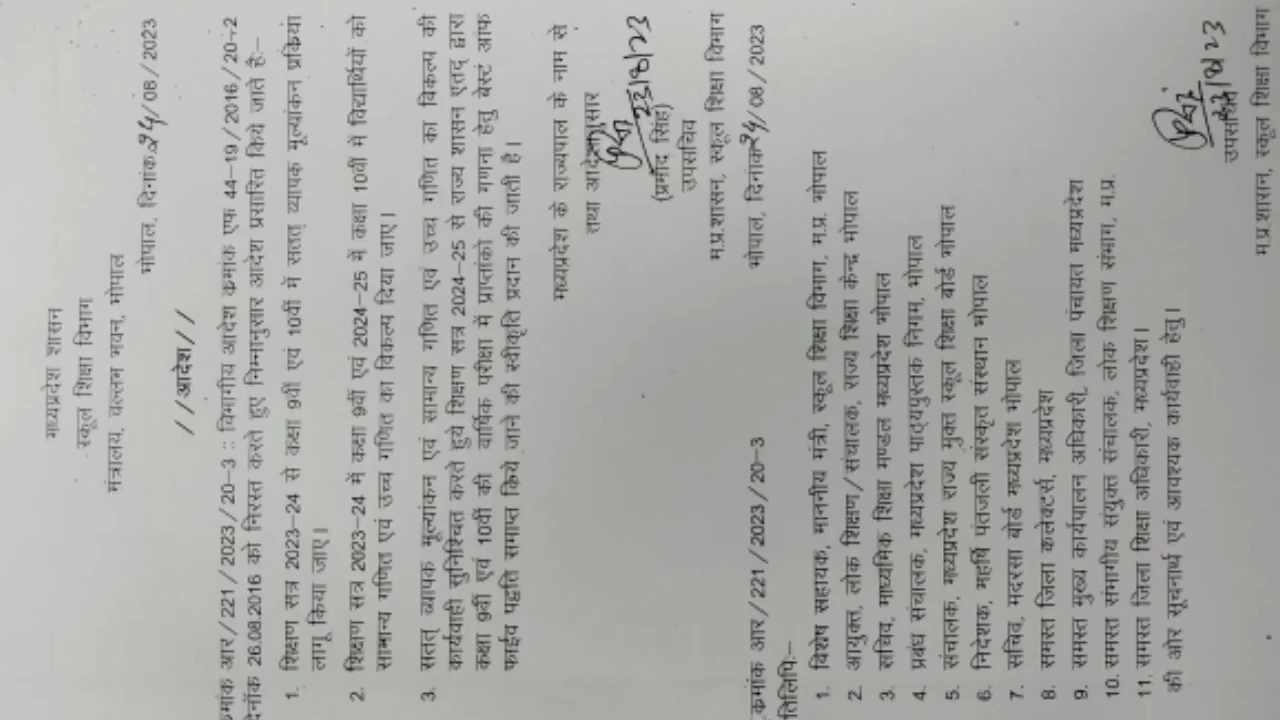 मध्यप्रदेश शासन
स्कूल शिक्षा विभाग
मंत्रालय, वल्लभ भवन, भोपाल
भोपाल, दिनांक 24/08/2023
//आदेश//
क्रमांक आर/221/2023/20-3 :: विभागीय आदेश क्रमांक एफ 44-19/2016/20-2
दिनाँक 26.08.2016 को निरस्त करते हुए निम्नानुसार आदेश प्रसारित किये जाते है:-
1. शिक्षण सत्र 2023-24 से कक्षा 9वीं एवं 10वीं में सतत् व्यापक मूल्यांकन प्रकिया
लागू किया जाए।
2. शिक्षण सत्र 2023-24 में कक्षा 9वीं एवं 2024-25 में कक्षा 10वीं में विद्यार्थियों को
सामान्य गणित एवं उच्च गणित का विकल्प दिया जाए।
3. सतत् व्यापक मूल्यांकन एवं सामान्य गणित एवं उच्च गणित का विकल्प की
कार्यवाही सुनिश्चित करते हुये शिक्षण सत्र 2024-25 से राज्य शासन एतद् द्वारा
कक्षा 9वीं एवं 10वीं की वार्षिक परीक्षा में प्राप्तांकों की गणना हेतु बेस्ट ऑफ
फाईव पद्वति समाप्त किये जाने की स्वीकृति प्रदान की जाती है।
मध्यप्रदेश के राज्यपाल के नाम से
तथा आदेशानुसार
23/8/23
(प्रमोद सिंह)
उपसचिव
म.प्र.शासन, स्कूल शिक्षा विभाग
क्रमांक आर/221/2023/20-3 भोपाल, दिनांक 24/08/2023
तिलिपि:-
1. विशेष सहायक, माननीय मंत्री, स्कूल शिक्षा विभाग, म.प्र. भोपाल
2. आयुक्त, लोक शिक्षण/संचालक, राज्य शिक्षा केन्द्र भोपाल
3. सचिव, माध्यमिक शिक्षा मण्डल मध्यप्रदेश भोपाल
4. प्रबंध संचालक, मध्यप्रदेश पाठ्यपुस्तक निगम, भोपाल
5. संचालक, मध्यप्रदेश राज्य मुक्त स्कूल शिक्षा बोर्ड भोपाल
6. निदेशक, महर्षि पंतजली संस्कृत संस्थान भोपाल
7. सचिव, मदरसा बोर्ड मध्यप्रदेश भोपाल
8. समस्त जिला कलेक्टर्स, मध्यप्रदेश
9. समस्त मुख्य कार्यपालन अधिकारी, जिला पंचायत मध्यप्रदेश
10. समस्त संभागीय संयुक्त संचालक, लोक शिक्षण संभाग, म.प्र.
11. समस्त जिला शिक्षा अधिकारी, मध्यप्रदेश।
की ओर सूचनार्थ एवं आवश्यक कार्यवाही हेतु।
उपसचिव
म.प्र.शासन, स्कूल शिक्षा विभाग